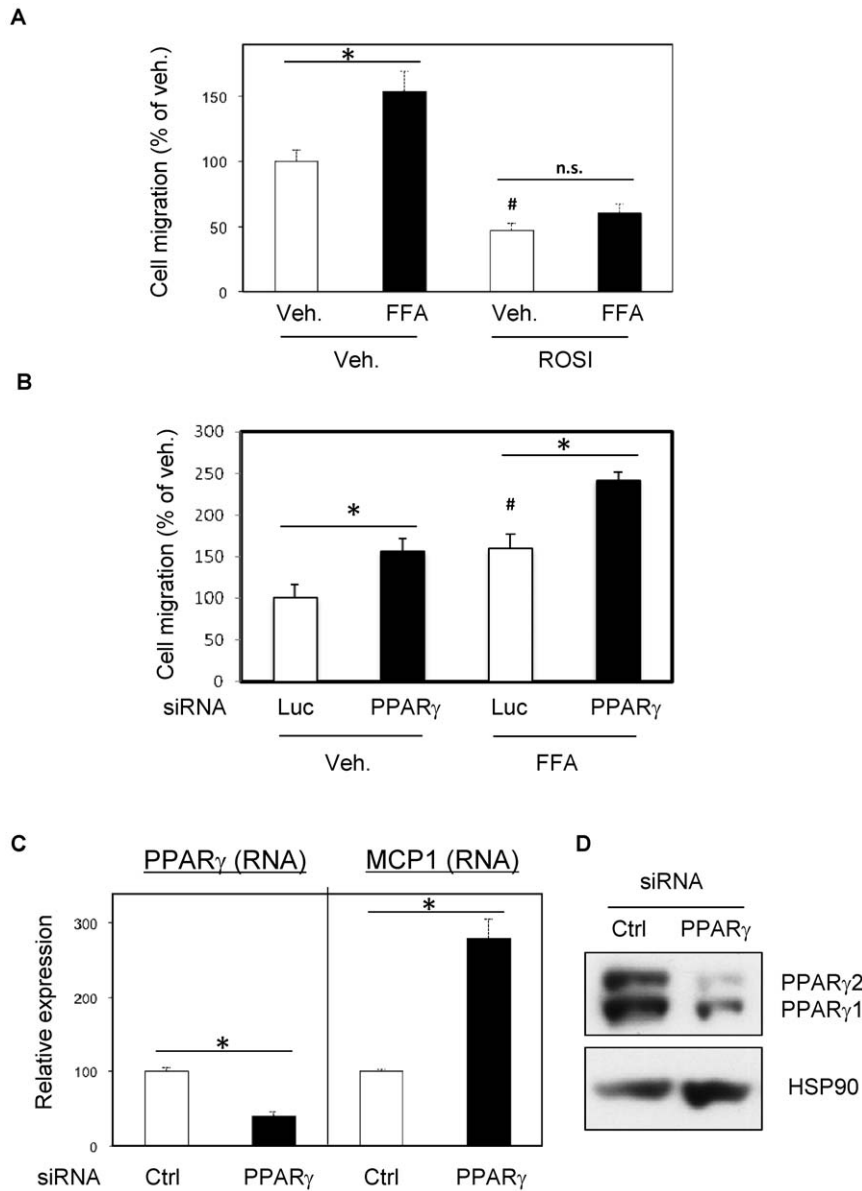 A
Cell migration (% of veh.)
150
100
50
0
*
n.s.
#
Veh. FFA Veh. FFA
Veh. ROSI
B
Cell migration (% of veh.)
300
250
200
150
100
50
0
*
*
#
siRNA Luc PPARγ Luc PPARγ
Veh. FFA
C
PPARγ (RNA) MCP1 (RNA)
Relative expression
300
200
100
0
*
*
siRNA Ctrl PPARγ Ctrl PPARγ
D
siRNA
Ctrl PPARγ
PPARγ2
PPARγ1
HSP90